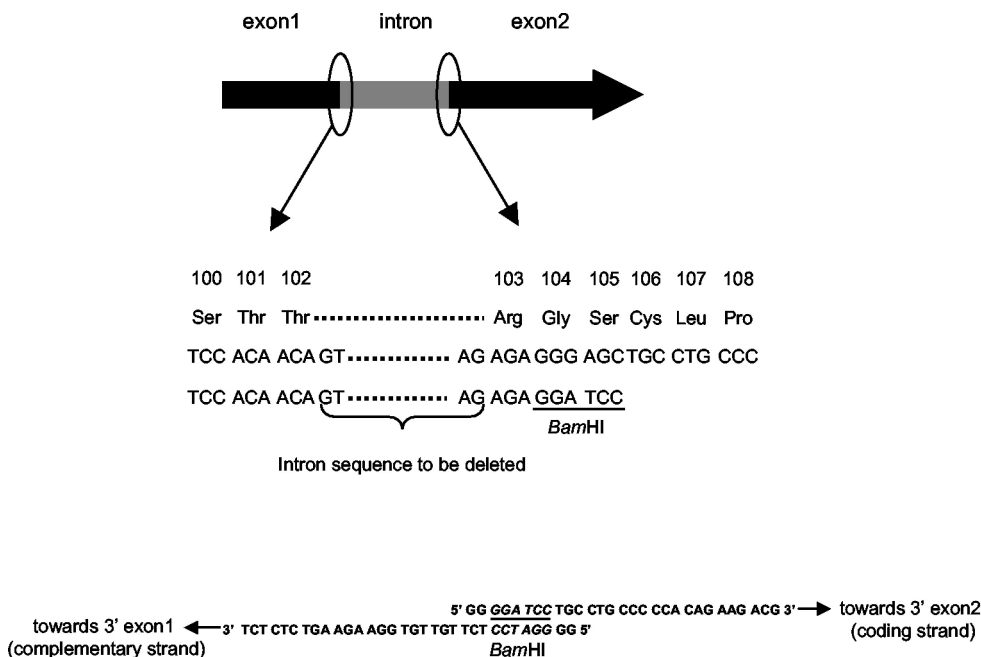 exon1 intron exon2
100 101 102 103 104 105 106 107 108
Ser Thr Thr Arg Gly Ser Cys Leu Pro
TCC ACA ACA GT AG AGA GGG AGC TGC CTG CCC
TCC ACA ACA GT AG AGA GGA TCC
BamHI
Intron sequence to be deleted
5' GG GGA TCC TGC CTG CCC CCA CAG AAG ACG 3' towards 3' exon2
(coding strand)
towards 3' exon1 3' TCT CTC TGA AGA AGG TGT TGT TCT CCT AGG GG 5'
(complementary strand) BamHI